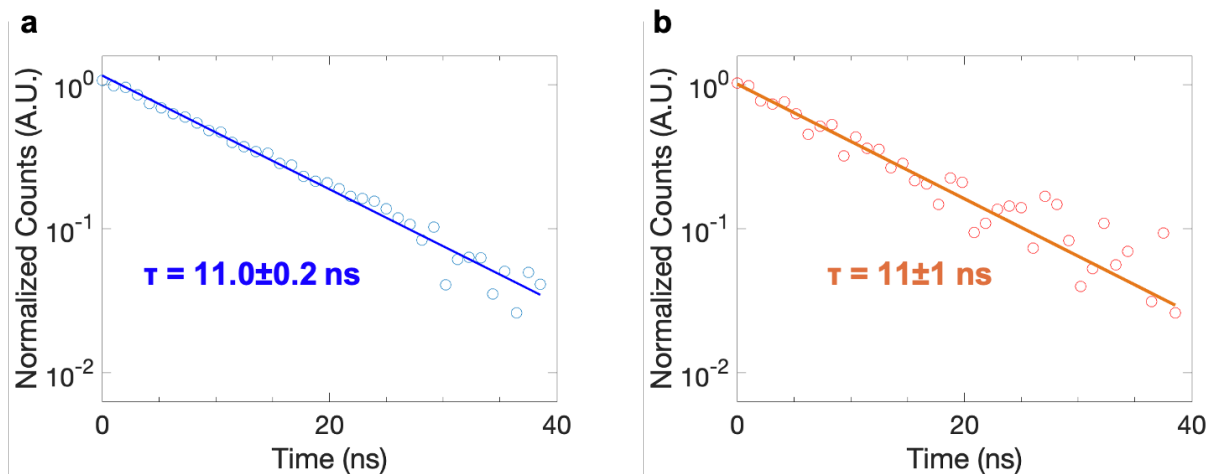 a
Normalized Counts (A.U.)
10⁰
10⁻¹
10⁻²
τ = 11.0±0.2 ns
0
20
40
Time (ns)
b
Normalized Counts (A.U.)
10⁰
10⁻¹
10⁻²
τ = 11±1 ns
0
20
40
Time (ns)